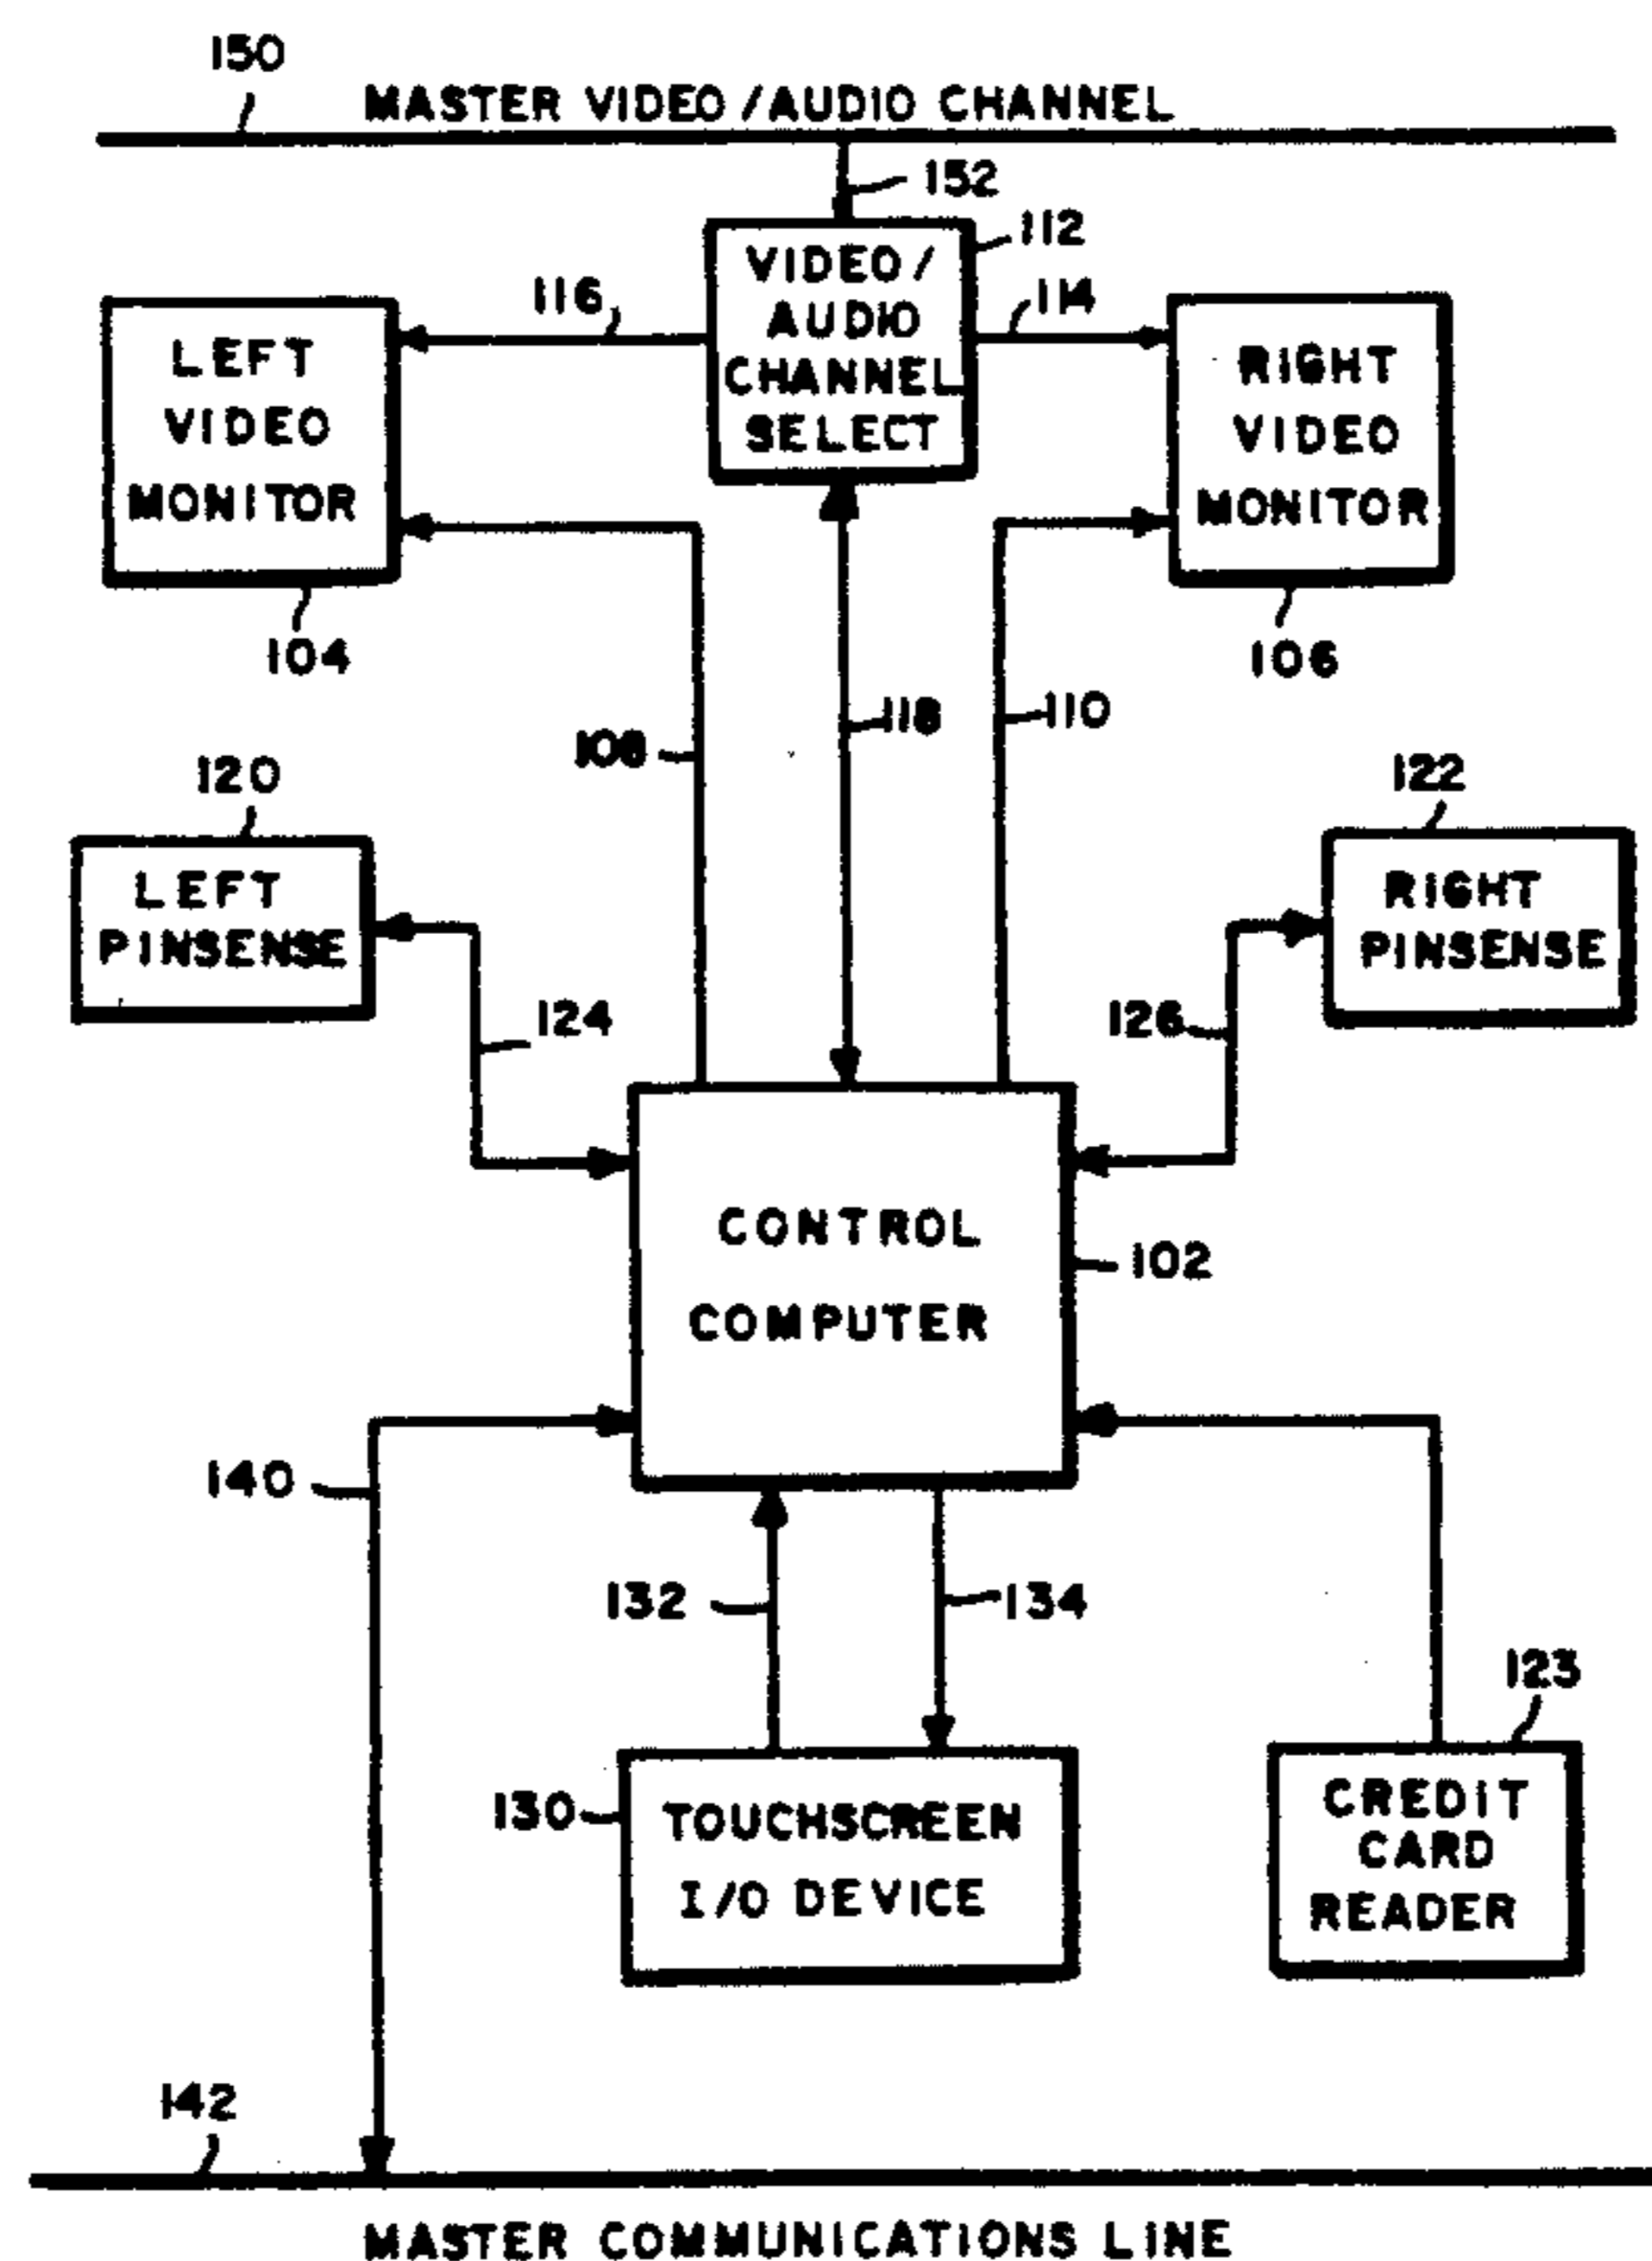 150
MASTER VIDEO/AUDIO CHANNEL
152
112
VIDEO/
AUDIO
CHANNEL
SELECT
116
114
LEFT
VIDEO
MONITOR
RIGHT
VIDEO
MONITOR
104
106
108
118
110
120
122
LEFT
PINSENSE
RIGHT
PINSENSE
124
126
CONTROL
COMPUTER
102
140
132
134
123
130
TOUCHSCREEN
I/O DEVICE
CREDIT
CARD
READER
142
MASTER COMMUNICATIONS LINE